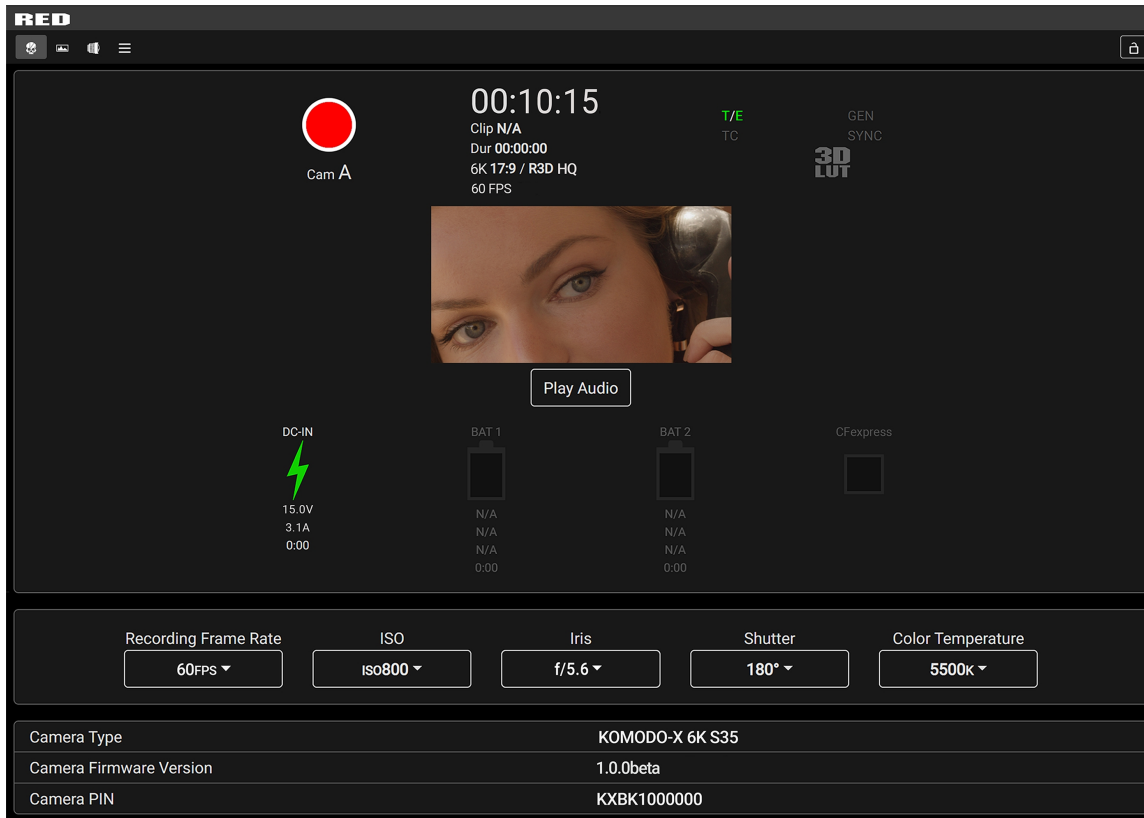 RED
00:10:15
Clip N/A
Dur 00:00:00
6K 17:9 / R3D HQ
60 FPS
Cam A
T/E
TC
GEN
SYNC
3D
LUT
Play Audio
DC-IN
15.0V
3.1A
0:00
BAT 1
N/A
N/A
N/A
0:00
BAT 2
N/A
N/A
N/A
0:00
CFexpress
Recording Frame Rate
60FPS
ISO
ISO800
Iris
f/5.6
Shutter
180°
Color Temperature
5500K
Camera Type KOMODO-X 6K S35
Camera Firmware Version 1.0.0beta
Camera PIN KXBK1000000